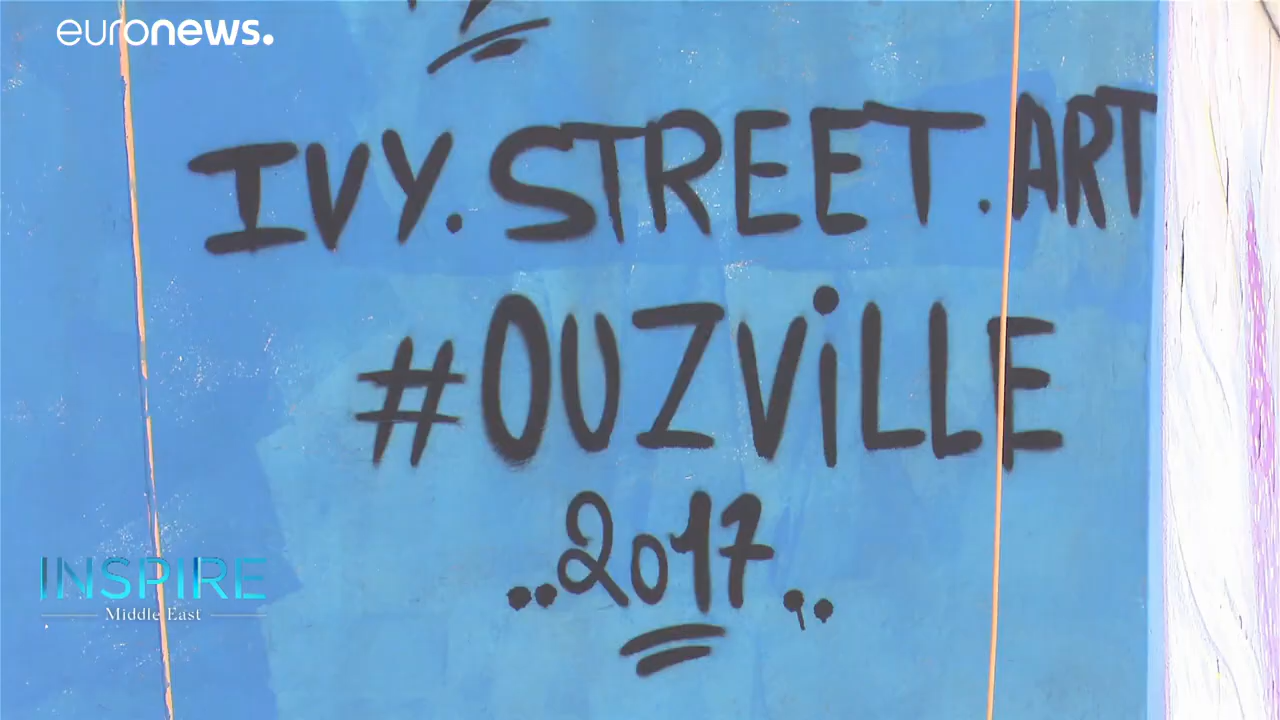 euronews.
IVY.STREET.ART
#OUZViLLE
..2017..
INSPIRE
Middle East